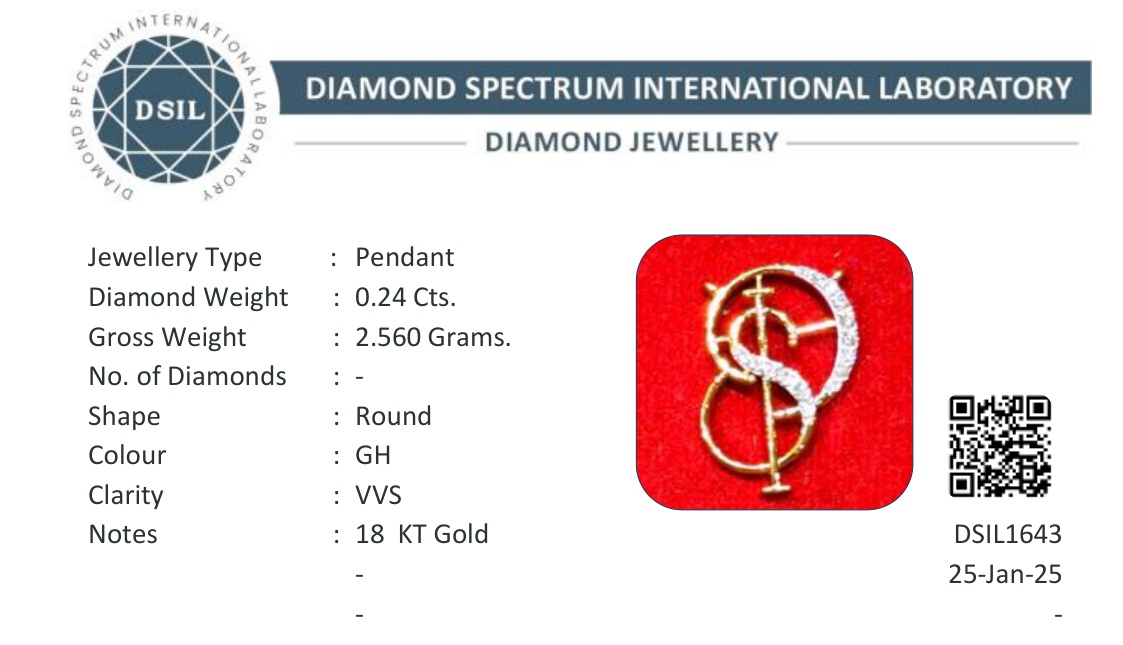 DIAMOND SPECTRUM INTERNATIONAL LABORATORY
DSIL
DIAMOND SPECTRUM INTERNATIONAL LABORATORY
DIAMOND JEWELLERY
Jewellery Type : Pendant
Diamond Weight : 0.24 Cts.
Gross Weight : 2.560 Grams.
No. of Diamonds : -
Shape : Round
Colour : GH
Clarity : VVS
Notes : 18 KT Gold
-
-
DSIL1643
25-Jan-25
-